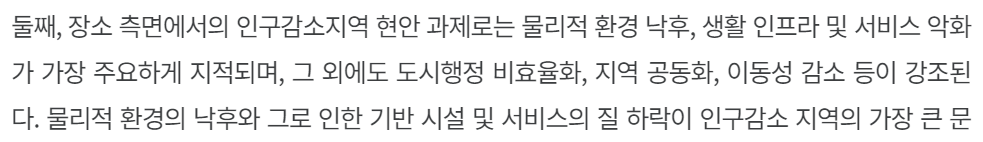 둘째, 장소 측면에서의 인구감소지역 현안 과제로는 물리적 환경 낙후, 생활 인프라 및 서비스 악화
가 가장 주요하게 지적되며, 그 외에도 도시행정 비효율화, 지역 공동화, 이동성 감소 등이 강조된
다. 물리적 환경의 낙후와 그로 인한 기반 시설 및 서비스의 질 하락이 인구감소 지역의 가장 큰 문